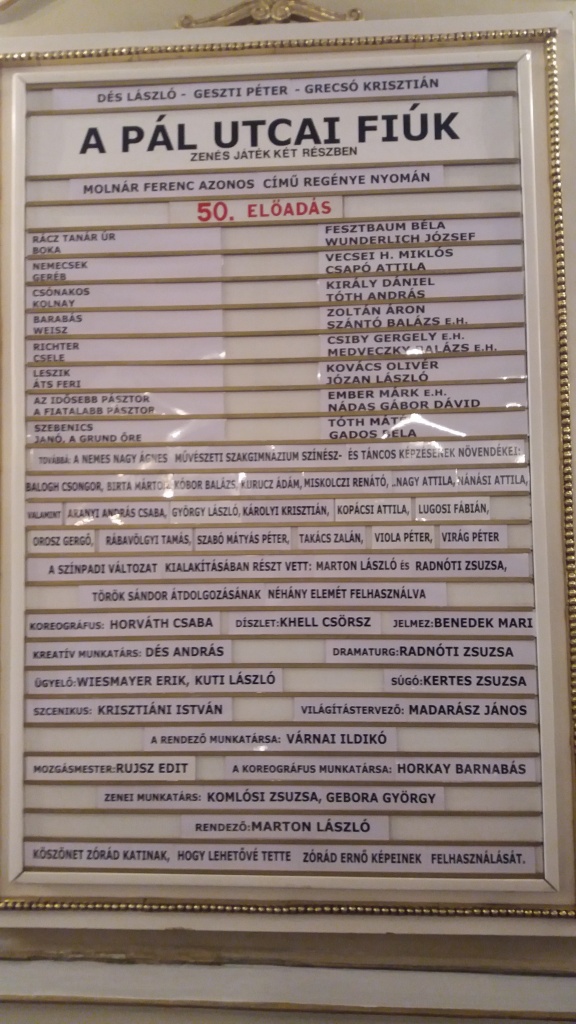 DÉS LÁSZLÓ - GESZTI PÉTER - GRECSÓ KRISZTIÁN
A PÁL UTCAI FIÚK
ZENÉS JÁTÉK KÉT RÉSZBEN
MOLNÁR FERENC AZONOS CÍMŰ REGÉNYE NYOMÁN
50. ELŐADÁS
RÁCZ TANÁR ÚR FESZTBAUM BÉLA
BOKA WUNDERLICH JÓZSEF
NEMECSEK VECSEI H. MIKLÓS
GERÉB CSAPÓ ATTILA
CSÓNAKOS KIRÁLY DÁNIEL
KOLNAY TÓTH ANDRÁS
BARABÁS ZOLTÁN ÁRON
WEISZ SZÁNTÓ BALÁZS E.H.
RICHTER CSIBY GERGELY E.H.
CSELE MEDVECZKY BALÁZS E.H.
LESZIK KOVÁCS OLIVÉR
ÁTS FERI JÓZAN LÁSZLÓ
AZ IDŐSEBB PÁSZTOR EMBER MÁRK E.H.
A FIATALABB PÁSZTOR NÁDAS GÁBOR DÁVID
SZEBENICS TÓTH MÁTÉ
JANÓ, A GRUND ŐRE GADOS BÉLA
TOVÁBBÁ: A NEMES NAGY ÁGNES MŰVÉSZETI SZAKGIMNÁZIUM SZÍNÉSZ- ÉS TÁNCOS KÉPZÉSÉNEK NÖVENDÉKEI:
BALOGH CSONGOR, BIRTA MÁRTON, KÓBOR BALÁZS, KURUCZ ÁDÁM, MISKOLCZI RENÁTÓ, NAGY ATTILA, NÁNÁSI ATTILA,
VALAMINT ARANYI ANDRÁS CSABA, GYÖRGY LÁSZLÓ, KÁROLYI KRISZTIÁN, KOPÁCSI ATTILA, LUGOSI FÁBIÁN,
OROSZ GERGŐ, RÁBAVÖLGYI TAMÁS, SZABÓ MÁTYÁS PÉTER, TAKÁCS ZALÁN, VIOLA PÉTER, VIRÁG PÉTER
A SZÍNPADI VÁLTOZAT KIALAKÍTÁSÁBAN RÉSZT VETT: MARTON LÁSZLÓ ÉS RADNÓTI ZSUZSA,
TÖRÖK SÁNDOR ÁTDOLGOZÁSÁNAK NÉHÁNY ELEMÉT FELHASZNÁLVA
KOREOGRÁFUS: HORVÁTH CSABA DÍSZLET: KHELL CSÖRSZ JELMEZ: BENEDEK MARI
KREATÍV MUNKATÁRS: DÉS ANDRÁS DRAMATURG: RADNÓTI ZSUZSA
ÜGYELŐ: WIESMAYER ERIK, KUTI LÁSZLÓ SÚGÓ: KERTES ZSUZSA
SZCENIKUS: KRISZTIÁNI ISTVÁN VILÁGÍTÁSTERVEZŐ: MADARÁSZ JÁNOS
A RENDEZŐ MUNKATÁRSA: VÁRNAI ILDIKÓ
MOZGÁSMESTER: RUJSZ EDIT A KOREOGRÁFUS MUNKATÁRSA: HORKAY BARNABÁS
ZENEI MUNKATÁRS: KOMLÓSI ZSUZSA, GEBORA GYÖRGY
RENDEZŐ: MARTON LÁSZLÓ
KÖSZÖNET ZÓRÁD KATINAK, HOGY LEHETŐVÉ TETTE ZÓRÁD ERNŐ KÉPEINEK FELHASZNÁLÁSÁT.